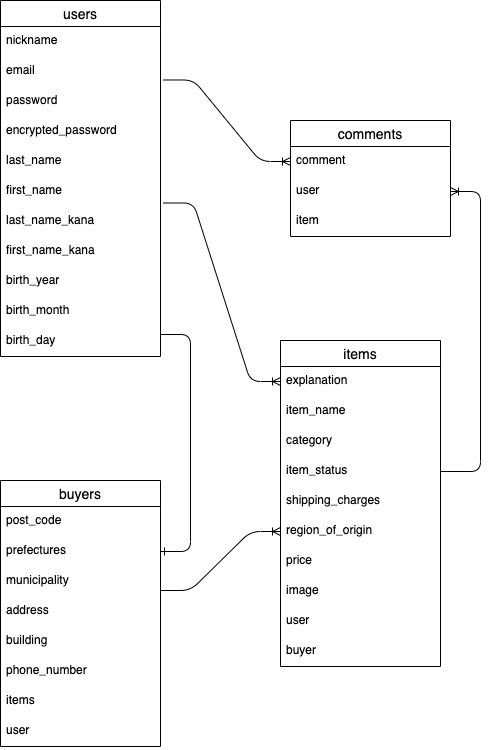 users
nickname
email
password
encrypted_password
last_name
first_name
last_name_kana
first_name_kana
birth_year
birth_month
birth_day
comments
comment
user
item
items
explanation
item_name
category
item_status
shipping_charges
region_of_origin
price
image
user
buyer
buyers
post_code
prefectures
municipality
address
building
phone_number
items
user